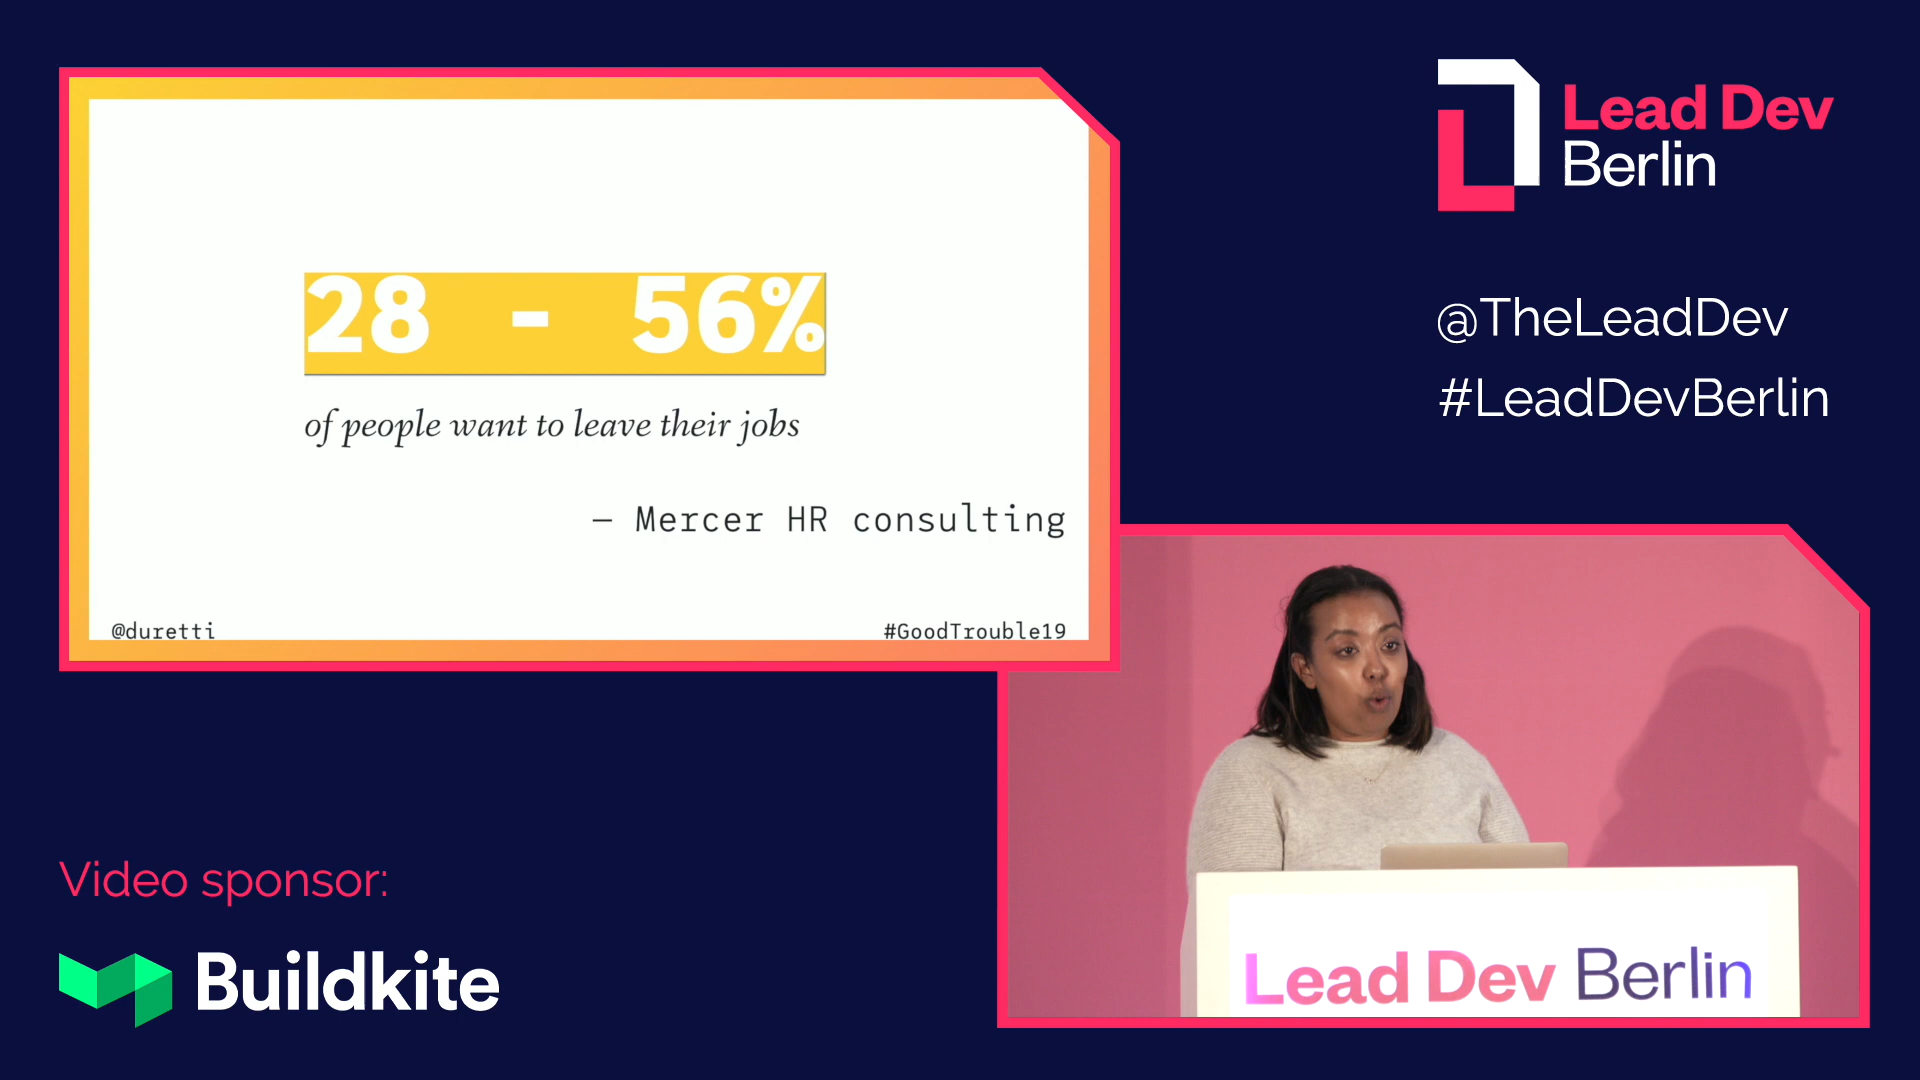 28 - 56%
of people want to leave their jobs
– Mercer HR consulting
@duretti
#GoodTrouble19
Lead Dev
Berlin
@TheLeadDev
#LeadDevBerlin
Video sponsor:
Buildkite
Lead Dev Berlin